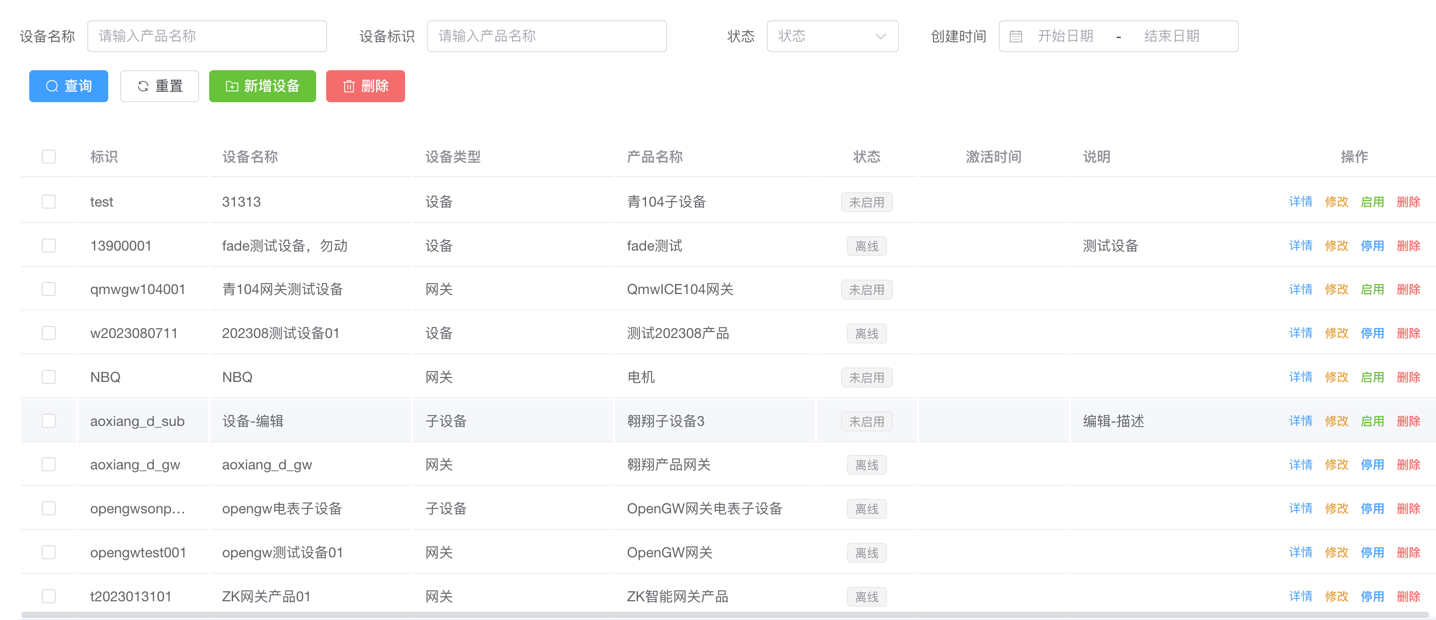 设备名称 请输入产品名称 设备标识 请输入产品名称 状态 状态 创建时间 开始日期 - 结束日期
查询 重置 新增设备 删除
标识 设备名称 设备类型 产品名称 状态 激活时间 说明 操作
test 31313 设备 青104子设备 未启用 详情 修改 启用 删除
13900001 fade测试设备，勿动 设备 fade测试 离线 测试设备 详情 修改 停用 删除
qmwgw104001 青104网关测试设备 网关 QmwICE104网关 未启用 详情 修改 启用 删除
w2023080711 202308测试设备01 设备 测试202308产品 离线 详情 修改 停用 删除
NBQ NBQ 网关 电机 未启用 详情 修改 启用 删除
aoxiang_d_sub 设备-编辑 子设备 翱翔子设备3 未启用 编辑-描述 详情 修改 启用 删除
aoxiang_d_gw aoxiang_d_gw 网关 翱翔产品网关 离线 详情 修改 停用 删除
opengwsonp... opengw电表子设备 子设备 OpenGW网关电表子设备 离线 详情 修改 停用 删除
opengwtest001 opengw测试设备01 网关 OpenGW网关 离线 详情 修改 停用 删除
t2023013101 ZK网关产品01 网关 ZK智能网关产品 离线 详情 修改 停用 删除